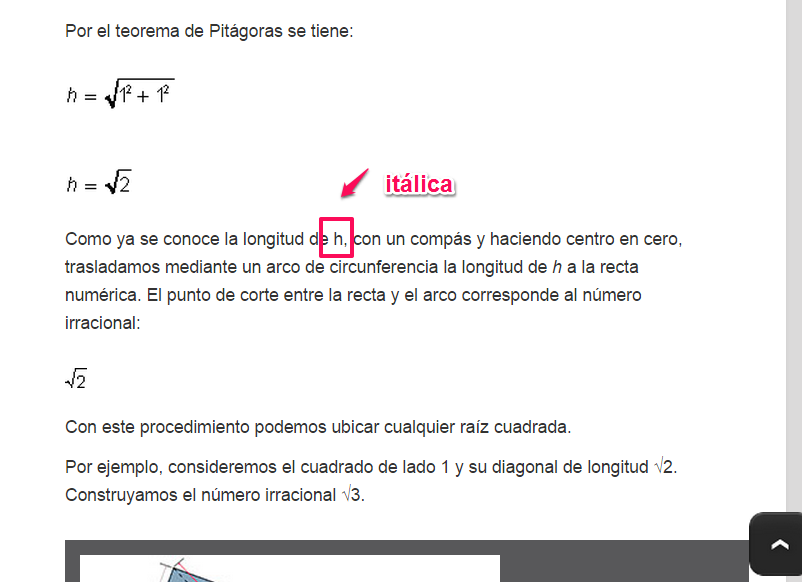 Por el teorema de Pitágoras se tiene:
h = √1² + 1²
h = √2
itálica
Como ya se conoce la longitud de h, con un compás y haciendo centro en cero,
trasladamos mediante un arco de circunferencia la longitud de h a la recta
numérica. El punto de corte entre la recta y el arco corresponde al número
irracional:
√2
Con este procedimiento podemos ubicar cualquier raíz cuadrada.
Por ejemplo, consideremos el cuadrado de lado 1 y su diagonal de longitud √2.
Construyamos el número irracional √3.